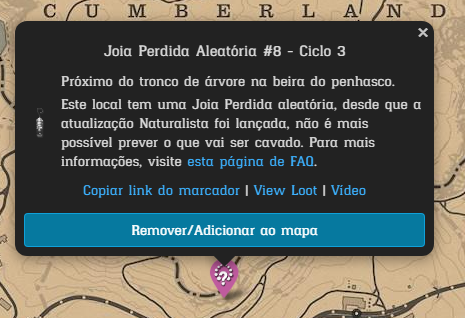 CUMBERLAND
×
Joia Perdida Aleatória #8 - Ciclo 3
Próximo do tronco de árvore na beira do penhasco.
Este local tem uma Joia Perdida aleatória, desde que a
atualização Naturalista foi lançada, não é mais
possível prever o que vai ser cavado. Para mais
informações, visite esta página de FAQ.
Copiar link do marcador | View Loot | Vídeo
Remover/Adicionar ao mapa
?